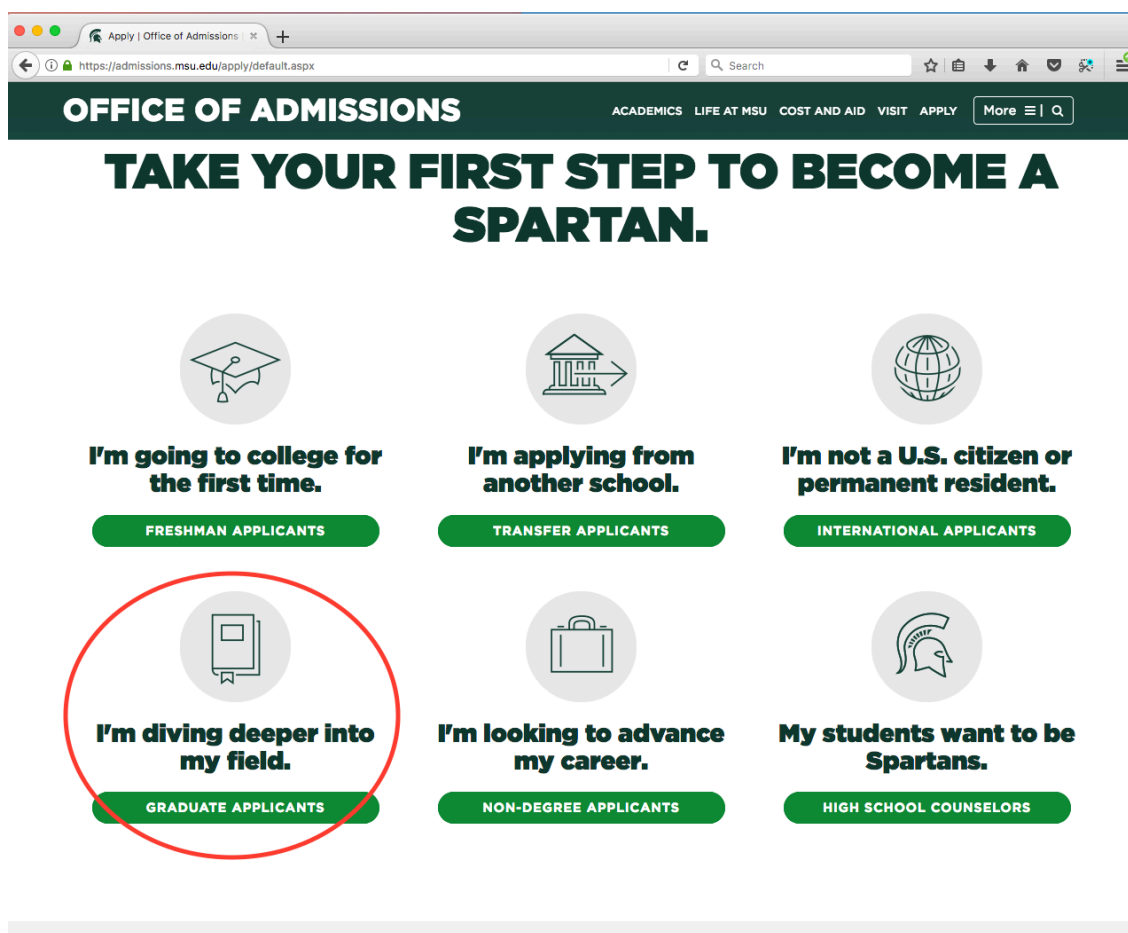 Apply | Office of Admissions |
https://admissions.msu.edu/apply/default.aspx
Search
OFFICE OF ADMISSIONS
ACADEMICS LIFE AT MSU COST AND AID VISIT APPLY More
TAKE YOUR FIRST STEP TO BECOME A
SPARTAN.
I'm going to college for
the first time.
FRESHMAN APPLICANTS
I'm applying from
another school.
TRANSFER APPLICANTS
I'm not a U.S. citizen or
permanent resident.
INTERNATIONAL APPLICANTS
I'm diving deeper into
my field.
GRADUATE APPLICANTS
I'm looking to advance
my career.
NON-DEGREE APPLICANTS
My students want to be
Spartans.
HIGH SCHOOL COUNSELORS